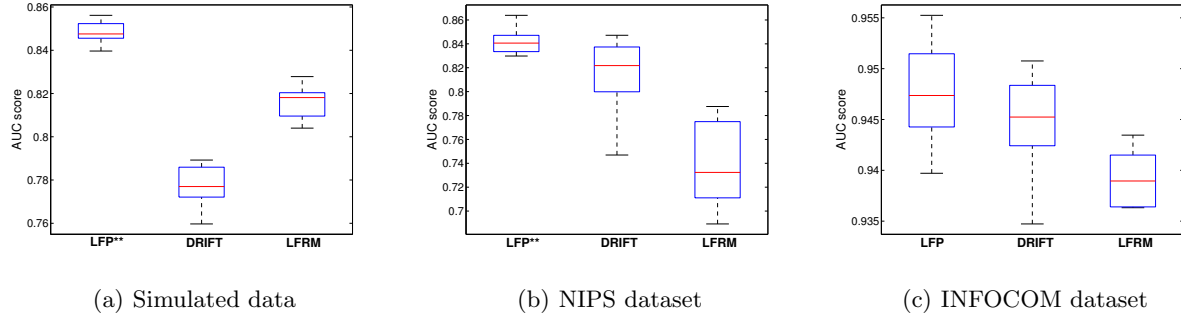 AUC score
0.86
0.84
0.82
0.8
0.78
0.76
LFP** DRIFT LFRM
(a) Simulated data
AUC score
0.86
0.84
0.82
0.8
0.78
0.76
0.74
0.72
0.7
LFP** DRIFT LFRM
(b) NIPS dataset
AUC score
0.955
0.95
0.945
0.94
0.935
LFP DRIFT LFRM
(c) INFOCOM dataset